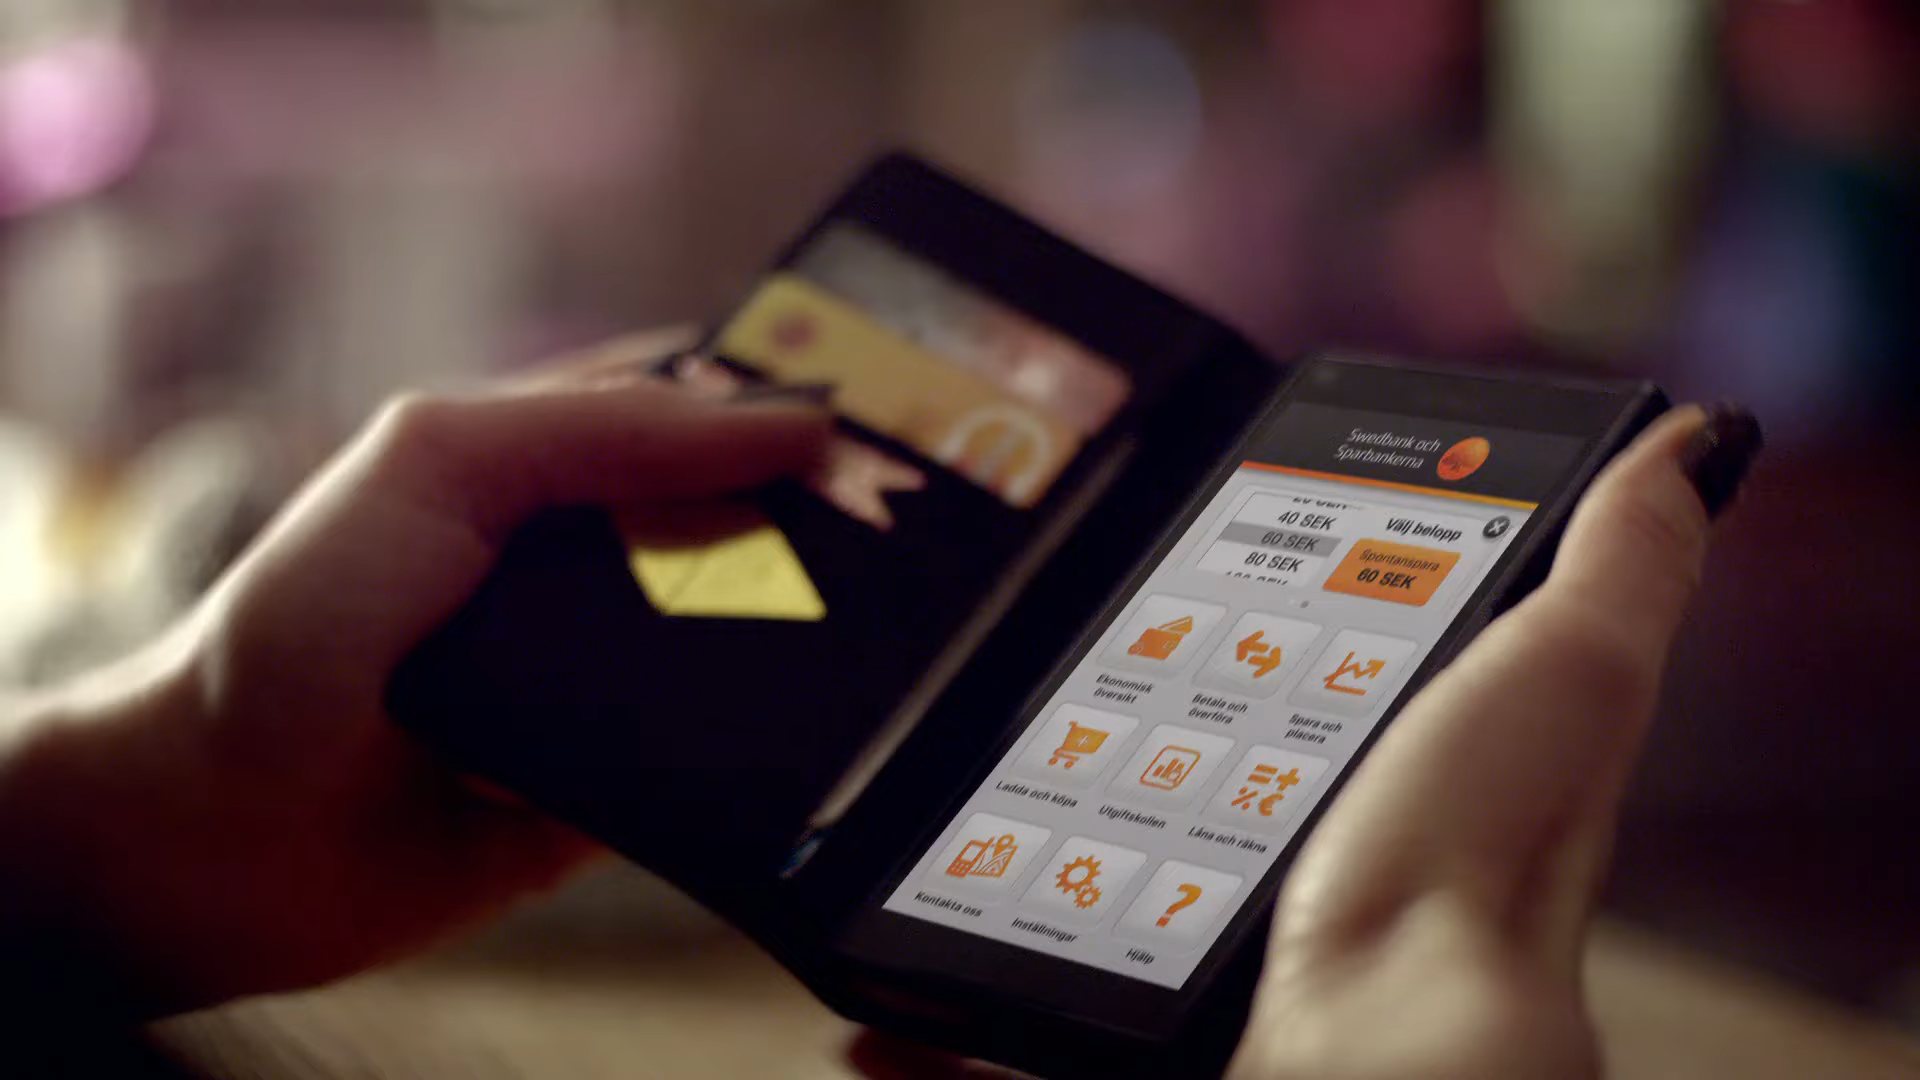 Swedbank och
Sparbankerna
40 SEK
60 SEK
80 SEK
Välj belopp
Spontanspara
60 SEK
Ekonomisk
översikt
Betala och
överföra
Spara och
placera
Ladda och köpa
Utgiftskollen
Låna och räkna
Kontakta oss
Inställningar
Hjälp